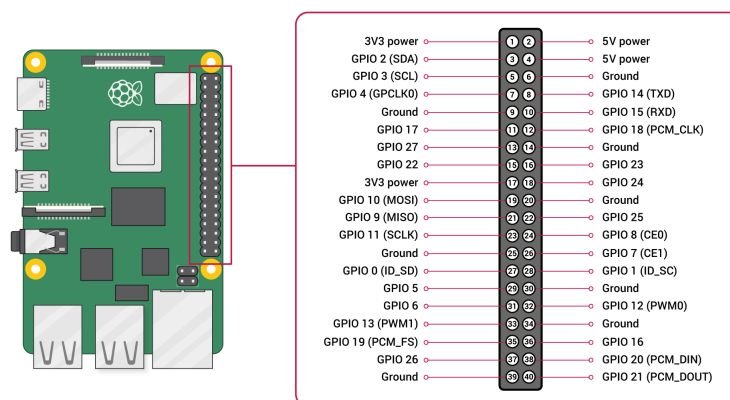 3V3 power 1 2 5V power
GPIO 2 (SDA) 3 4 5V power
GPIO 3 (SCL) 5 6 Ground
GPIO 4 (GPCLK0) 7 8 GPIO 14 (TXD)
Ground 9 10 GPIO 15 (RXD)
GPIO 17 11 12 GPIO 18 (PCM_CLK)
GPIO 27 13 14 Ground
GPIO 22 15 16 GPIO 23
3V3 power 17 18 GPIO 24
GPIO 10 (MOSI) 19 20 Ground
GPIO 9 (MISO) 21 22 GPIO 25
GPIO 11 (SCLK) 23 24 GPIO 8 (CE0)
Ground 25 26 GPIO 7 (CE1)
GPIO 0 (ID_SD) 27 28 GPIO 1 (ID_SC)
GPIO 5 29 30 Ground
GPIO 6 31 32 GPIO 12 (PWM0)
GPIO 13 (PWM1) 33 34 Ground
GPIO 19 (PCM_FS) 35 36 GPIO 16
GPIO 26 37 38 GPIO 20 (PCM_DIN)
Ground 39 40 GPIO 21 (PCM_DOUT)